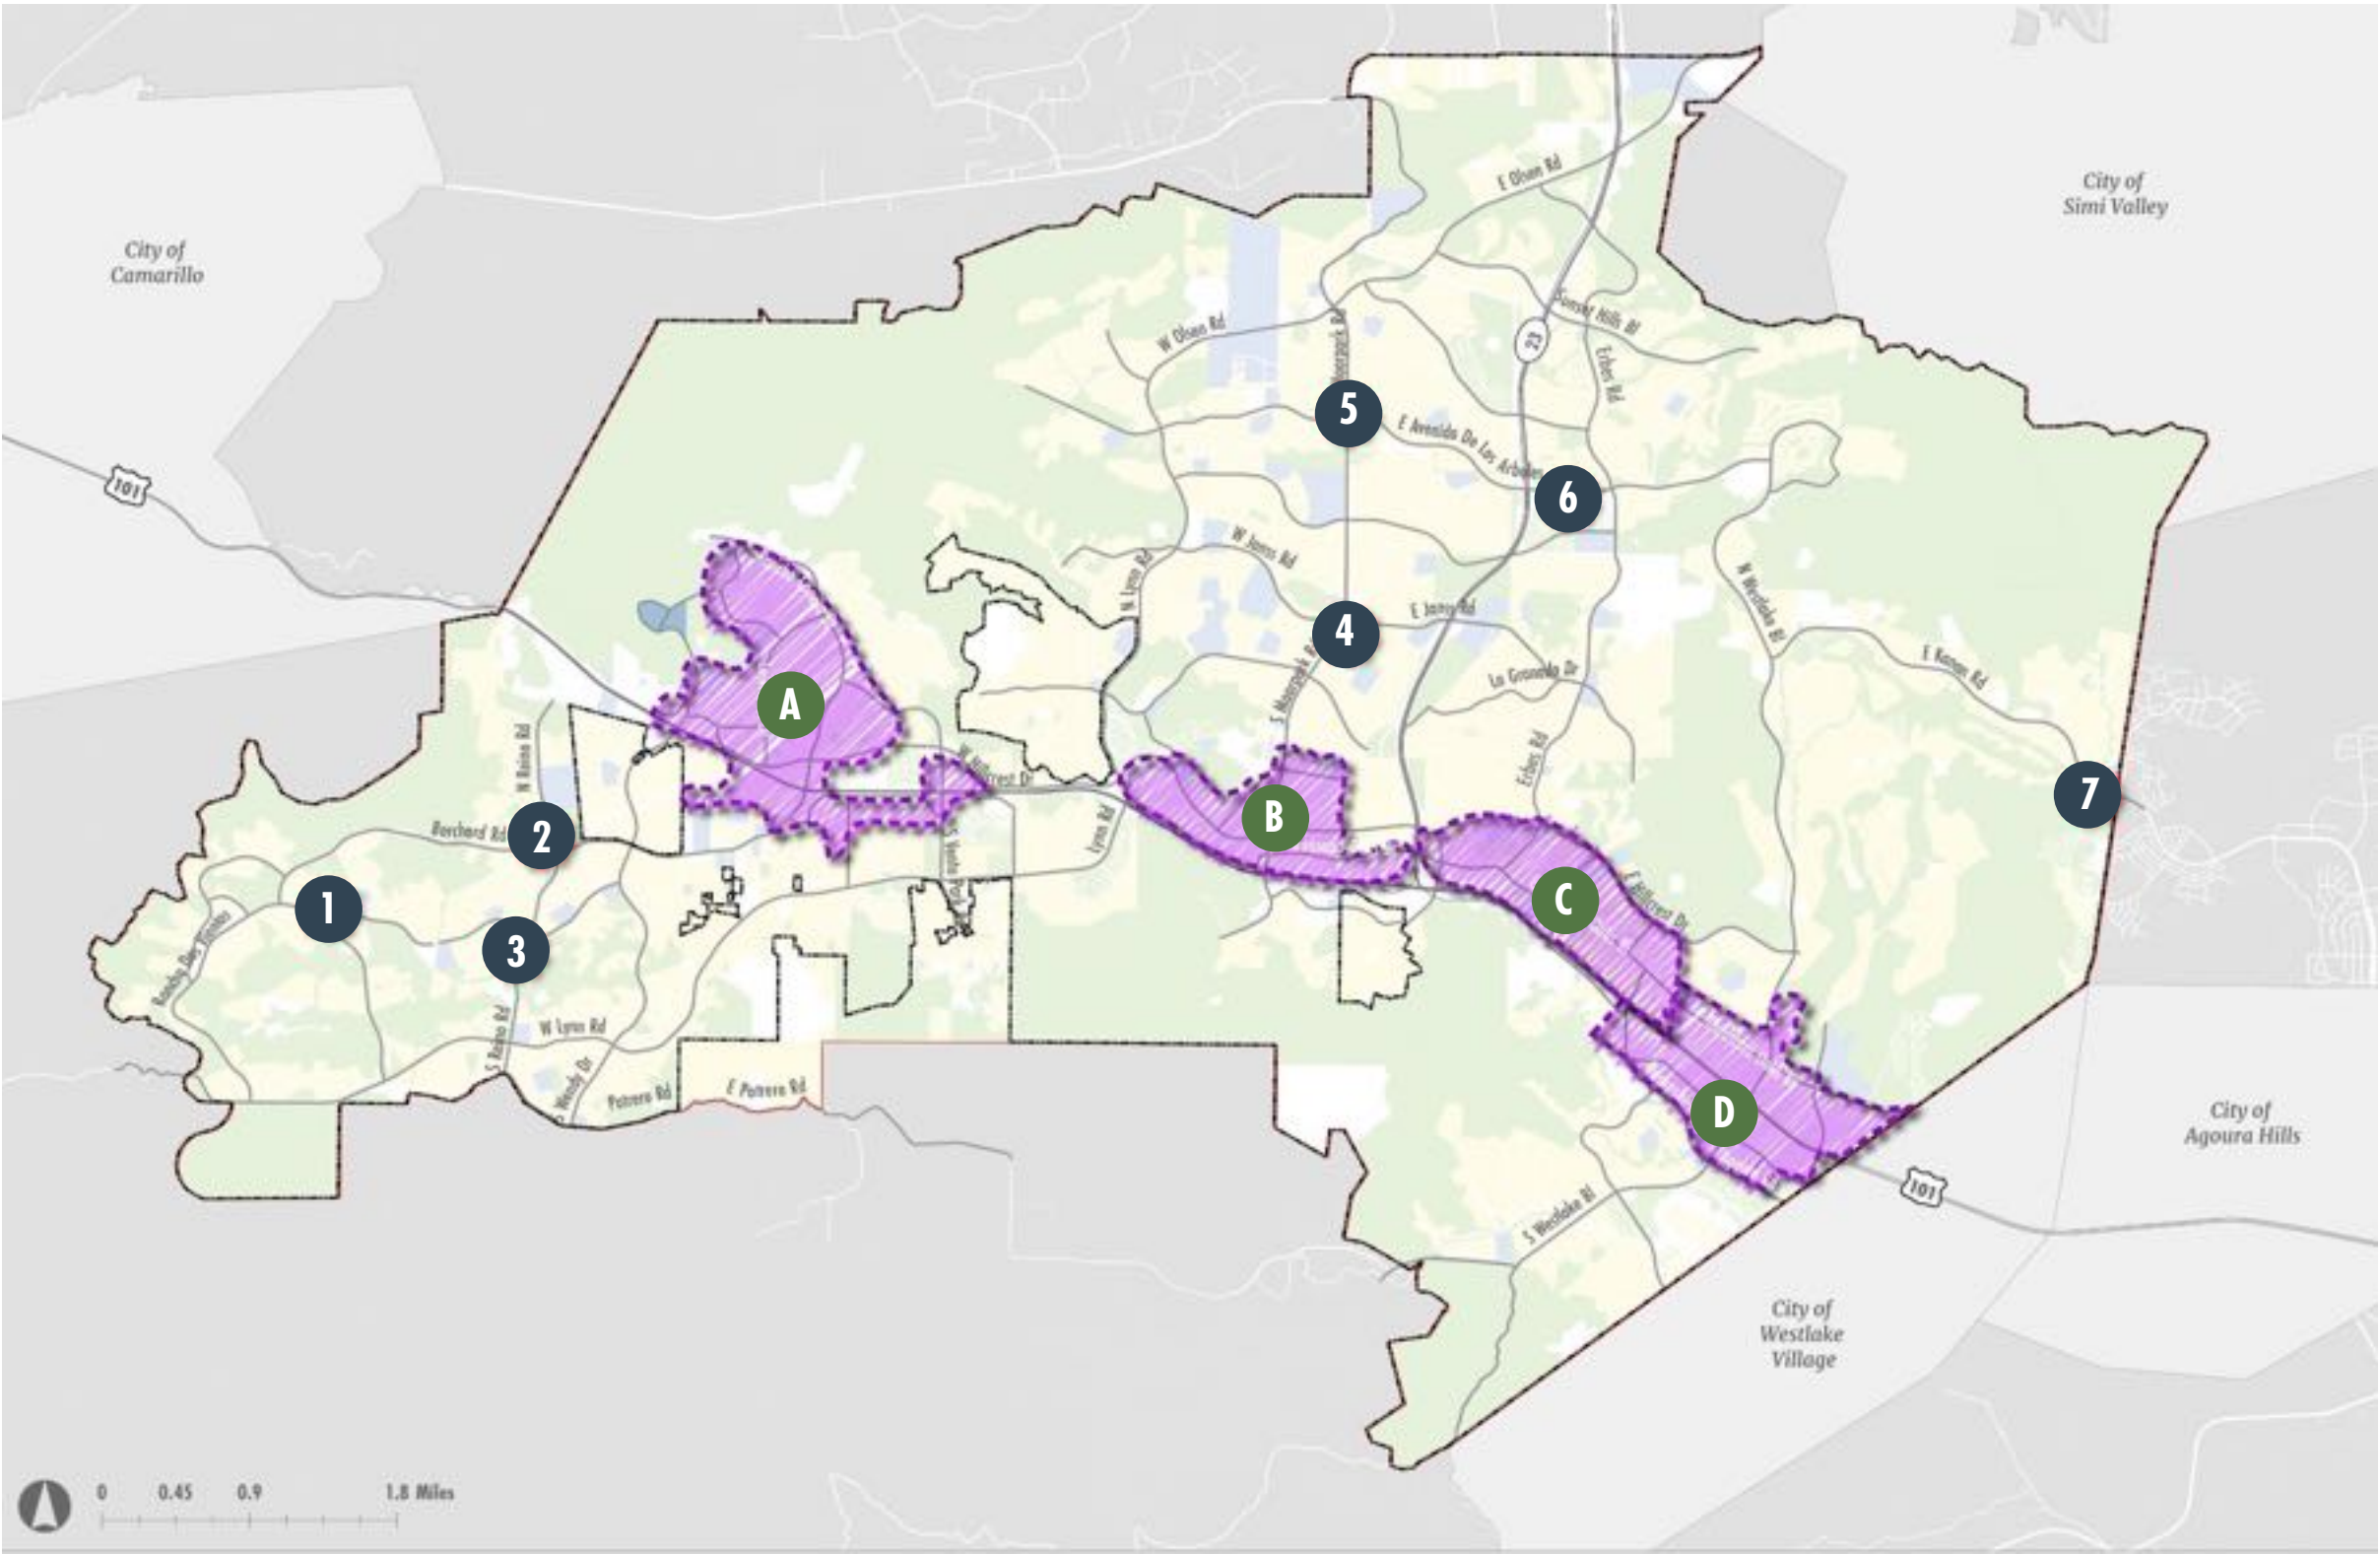 City of
Simi Valley
City of
Camarillo
E Olsen Rd
Sunset Hills Bl
W Olsen Rd
23
Moorpark Rd
Erbes Rd
5
E Avenida De Los Arboles
101
6
W Janss Rd
N Lynn Rd
N Westlake Bl
E Janss Rd
4
E Kanan Rd
La Granada Dr
S Moorpark Rd
A
N Reino Rd
Erbes Rd
W Hillcrest Dr
7
B
Borchard Rd
2
Lynn Rd
S Ventu Park Rd
C
E Hillcrest Dr
1
3
W Lynn Rd
S Reino Rd
S Wendy Dr
Potrero Rd
E Potrero Rd
D
City of
Agoura Hills
101
S Westlake Bl
City of
Westlake
Village
0 0.45 0.9 1.8 Miles